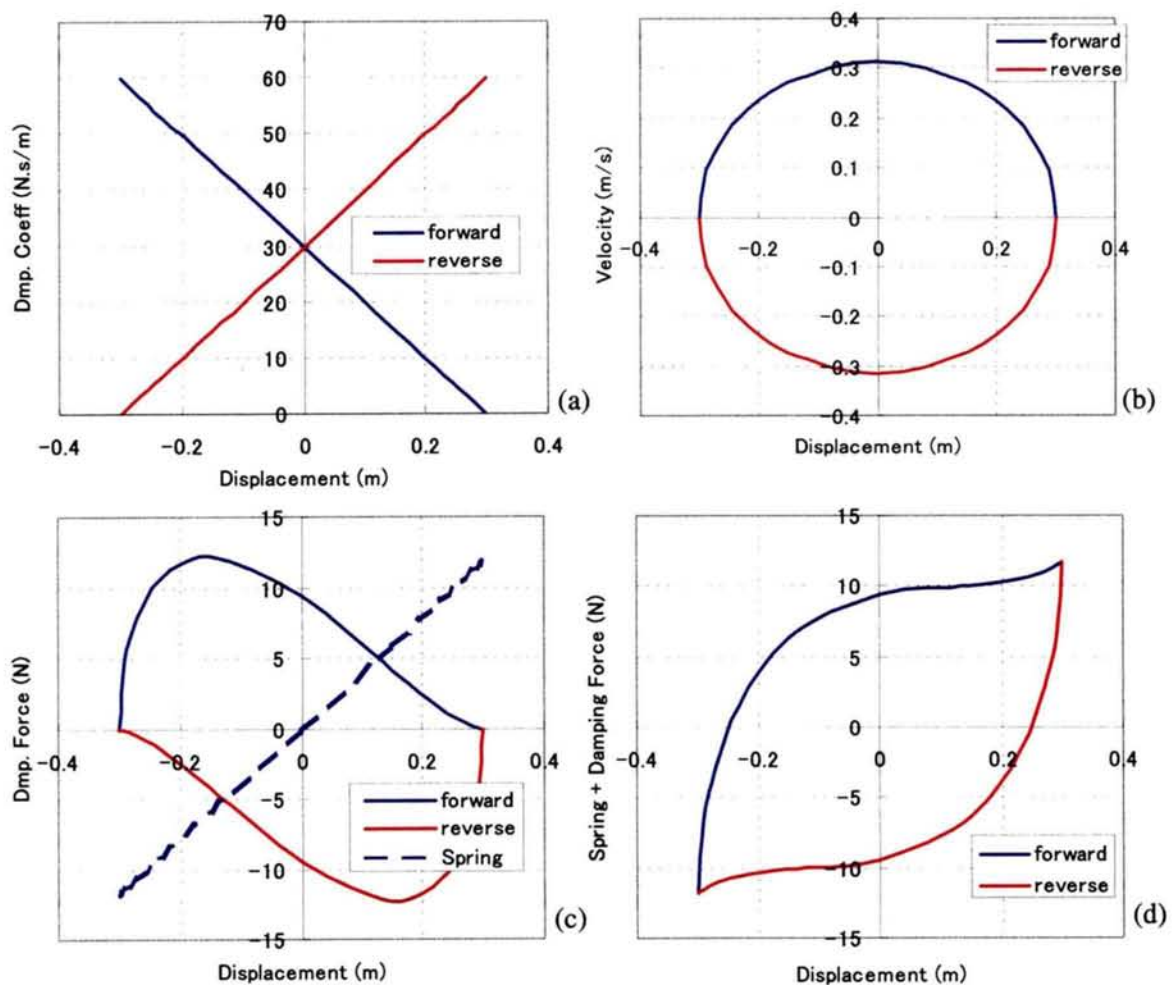 70
60
50
40
30
20
10
0
-0.4
-0.2
0
0.2
0.4
Dmp. Coeff (N.s/m)
Displacement (m)
forward
reverse
(a)
0.4
0.3
0.2
0.1
0
-0.1
-0.2
-0.3
-0.4
-0.4
-0.2
0
0.2
0.4
Velocity (m/s)
Displacement (m)
forward
reverse
(b)
15
10
5
0
-5
-10
-15
-0.4
-0.2
0
0.2
0.4
Dmp. Force (N)
Displacement (m)
forward
reverse
Spring
(c)
15
10
5
0
-5
-10
-15
-0.4
-0.2
0
0.2
0.4
Spring + Damping Force (N)
Displacement (m)
forward
reverse
(d)